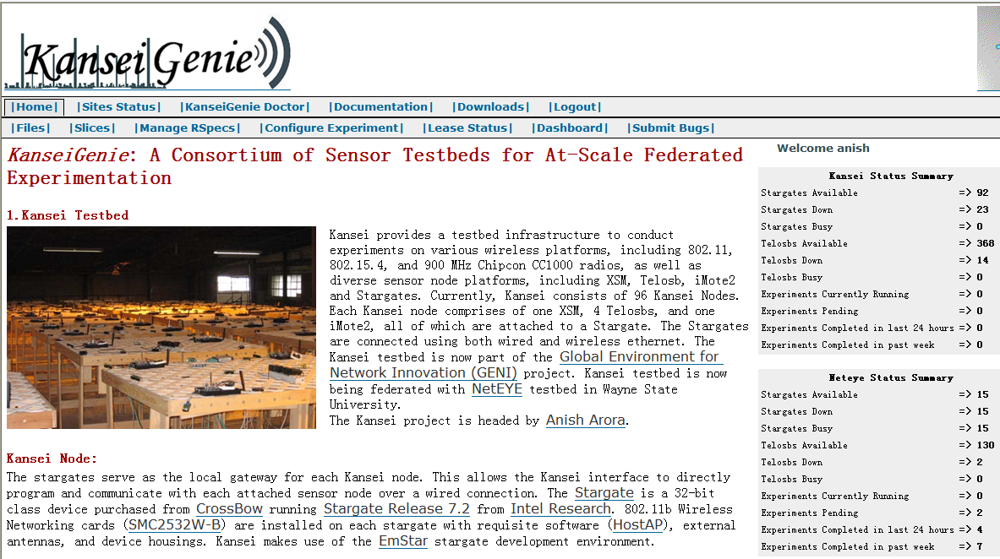 KanseiGenie
|Home| |Sites Status| |KanseiGenie Doctor| |Documentation| |Downloads| |Logout|
|Files| |Slices| |Manage RSpecs| |Configure Experiment| |Lease Status| |Dashboard| |Submit Bugs|
KanseiGenie: A Consortium of Sensor Testbeds for At-Scale Federated
Experimentation
1.Kansei Testbed
Kansei provides a testbed infrastructure to conduct
experiments on various wireless platforms, including 802.11,
802.15.4, and 900 MHz Chipcon CC1000 radios, as well as
diverse sensor node platforms, including XSM, Telosb, iMote2
and Stargates. Currently, Kansei consists of 96 Kansei Nodes.
Each Kansei node comprises of one XSM, 4 Telosbs, and one
iMote2, all of which are attached to a Stargate. The Stargates
are connected using both wired and wireless ethernet. The
Kansei testbed is now part of the Global Environment for
Network Innovation (GENI) project. Kansei testbed is now
being federated with NetEYE testbed in Wayne State
University.
The Kansei project is headed by Anish Arora.
Kansei Node:
The stargates serve as the local gateway for each Kansei node. This allows the Kansei interface to directly
program and communicate with each attached sensor node over a wired connection. The Stargate is a 32-bit
class device purchased from CrossBow running Stargate Release 7.2 from Intel Research. 802.11b Wireless
Networking cards (SMC2532W-B) are installed on each stargate with requisite software (HostAP), external
antennas, and device housings. Kansei makes use of the EmStar stargate development environment.
Welcome anish
Kansei Status Summary
Stargates Available => 92
Stargates Down => 23
Stargates Busy => 0
Telosbs Available => 368
Telosbs Down => 14
Telosbs Busy => 0
Experiments Currently Running => 0
Experiments Pending => 0
Experiments Completed in last 24 hours => 0
Experiments Completed in past week => 0
Neteye Status Summary
Stargates Available => 15
Stargates Down => 15
Stargates Busy => 15
Telosbs Available => 130
Telosbs Down => 2
Telosbs Busy => 0
Experiments Currently Running => 0
Experiments Pending => 2
Experiments Completed in last 24 hours => 4
Experiments Completed in past week => 7